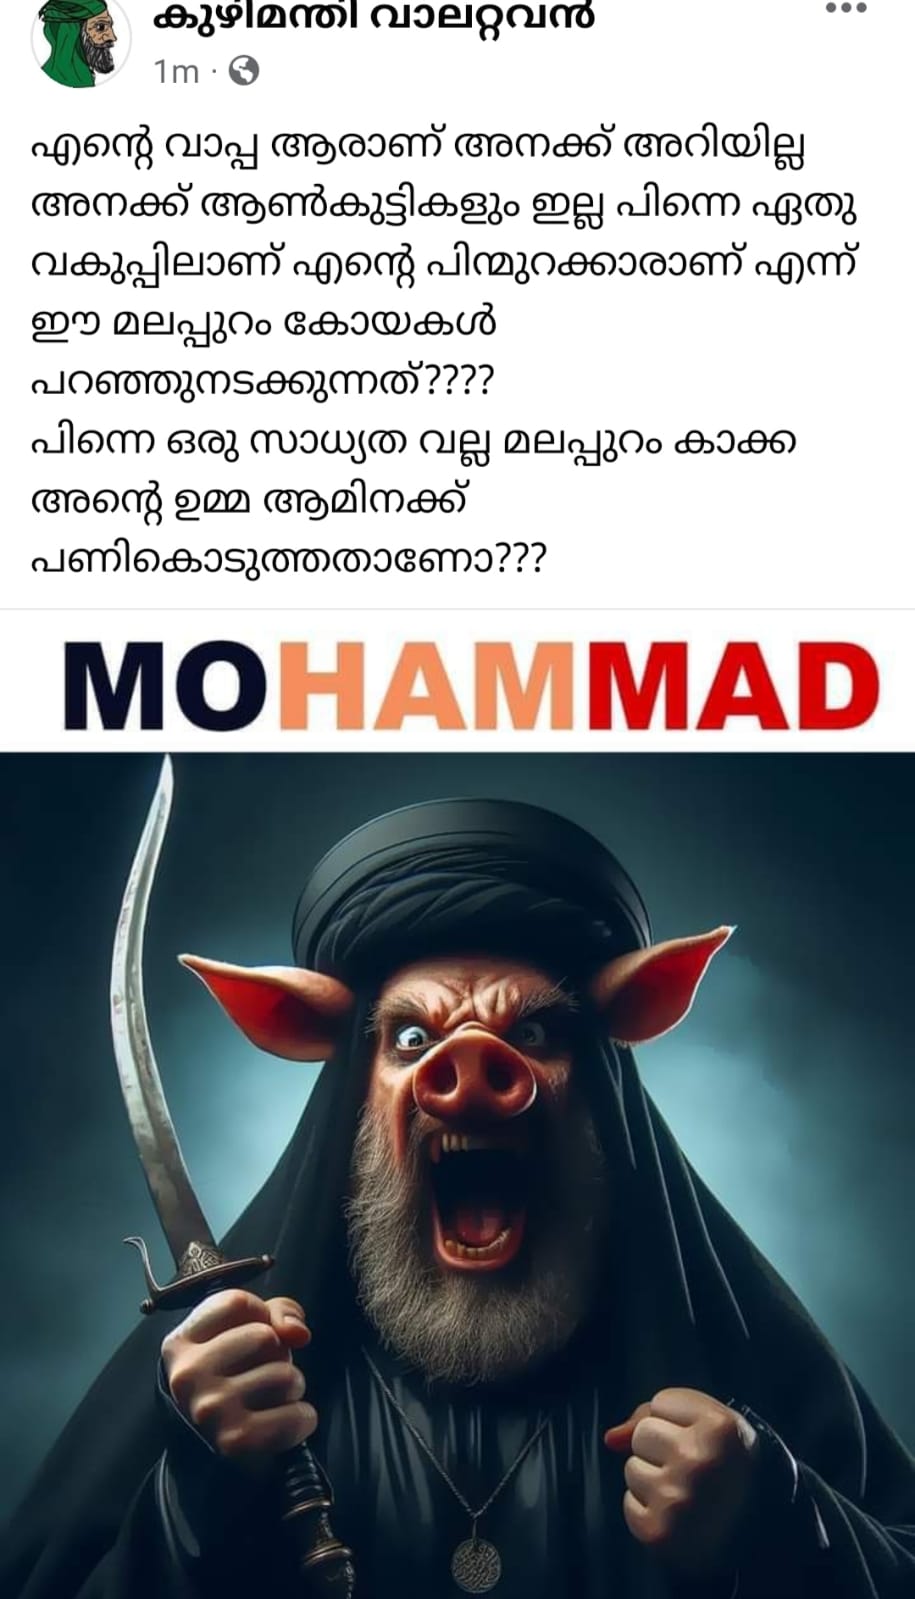 കുഴിമന്തി വാലറ്റവൻ
1m ·
എന്റെ വാപ്പ ആരാണ് അനക്ക് അറിയില്ല
അനക്ക് ആൺകുട്ടികളും ഇല്ല പിന്നെ ഏതു
വകുപ്പിലാണ് എന്റെ പിന്മുറക്കാരാണ് എന്ന്
ഈ മലപ്പുറം കോയകൾ
പറഞ്ഞുനടക്കുന്നത്????
പിന്നെ ഒരു സാധ്യത വല്ല മലപ്പുറം കാക്ക
അന്റെ ഉമ്മ ആമിനക്ക്
പണികൊടുത്തതാണോ???
MOHAMMAD